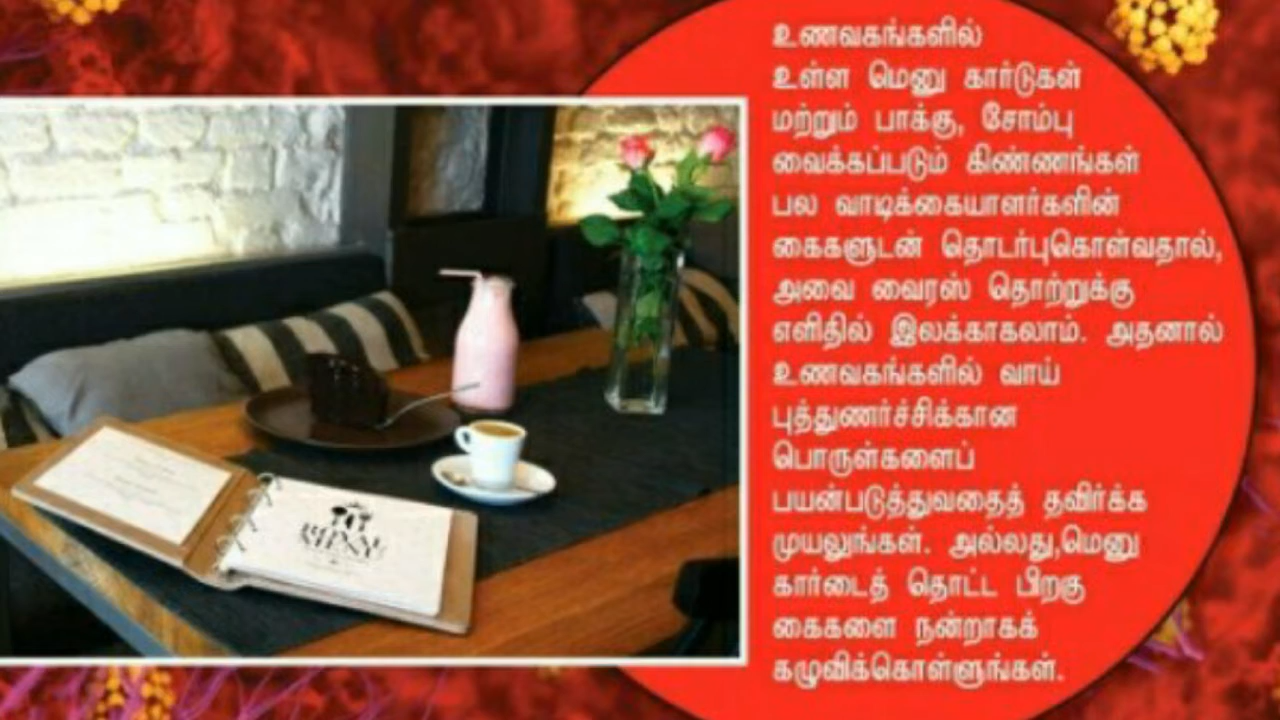 உணவகங்களில்
உள்ள மெனு கார்டுகள்
மற்றும் பாக்கு, சோம்பு
வைக்கப்படும் கிண்ணங்கள்
பல வாடிக்கையாளர்களின்
கைகளுடன் தொடர்புகொள்வதால்,
அவை வைரஸ் தொற்றுக்கு
எளிதில் இலக்காகலாம். அதனால்
உணவகங்களில் வாய்
புத்துணர்ச்சிக்கான
பொருள்களைப்
பயன்படுத்துவதைத் தவிர்க்க
முயலுங்கள். அல்லது,மெனு
கார்டைத் தொட்ட பிறகு
கைகளை நன்றாகக்
கழுவிக்கொள்ளுங்கள்.